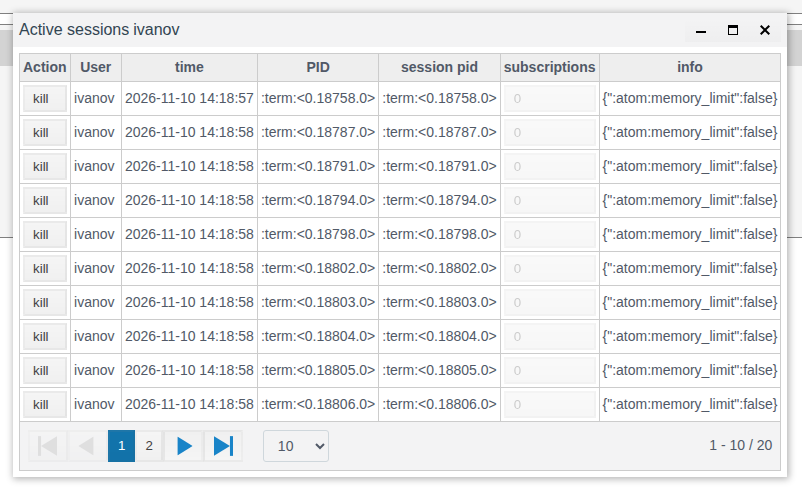 Active sessions ivanov
Action User time PID session pid subscriptions info
kill ivanov 2026-11-10 14:18:57 :term:<0.18758.0> :term:<0.18758.0> 0 {":atom:memory_limit":false}
kill ivanov 2026-11-10 14:18:58 :term:<0.18787.0> :term:<0.18787.0> 0 {":atom:memory_limit":false}
kill ivanov 2026-11-10 14:18:58 :term:<0.18791.0> :term:<0.18791.0> 0 {":atom:memory_limit":false}
kill ivanov 2026-11-10 14:18:58 :term:<0.18794.0> :term:<0.18794.0> 0 {":atom:memory_limit":false}
kill ivanov 2026-11-10 14:18:58 :term:<0.18798.0> :term:<0.18798.0> 0 {":atom:memory_limit":false}
kill ivanov 2026-11-10 14:18:58 :term:<0.18802.0> :term:<0.18802.0> 0 {":atom:memory_limit":false}
kill ivanov 2026-11-10 14:18:58 :term:<0.18803.0> :term:<0.18803.0> 0 {":atom:memory_limit":false}
kill ivanov 2026-11-10 14:18:58 :term:<0.18804.0> :term:<0.18804.0> 0 {":atom:memory_limit":false}
kill ivanov 2026-11-10 14:18:58 :term:<0.18805.0> :term:<0.18805.0> 0 {":atom:memory_limit":false}
kill ivanov 2026-11-10 14:18:58 :term:<0.18806.0> :term:<0.18806.0> 0 {":atom:memory_limit":false}
1 2 10 1 - 10 / 20